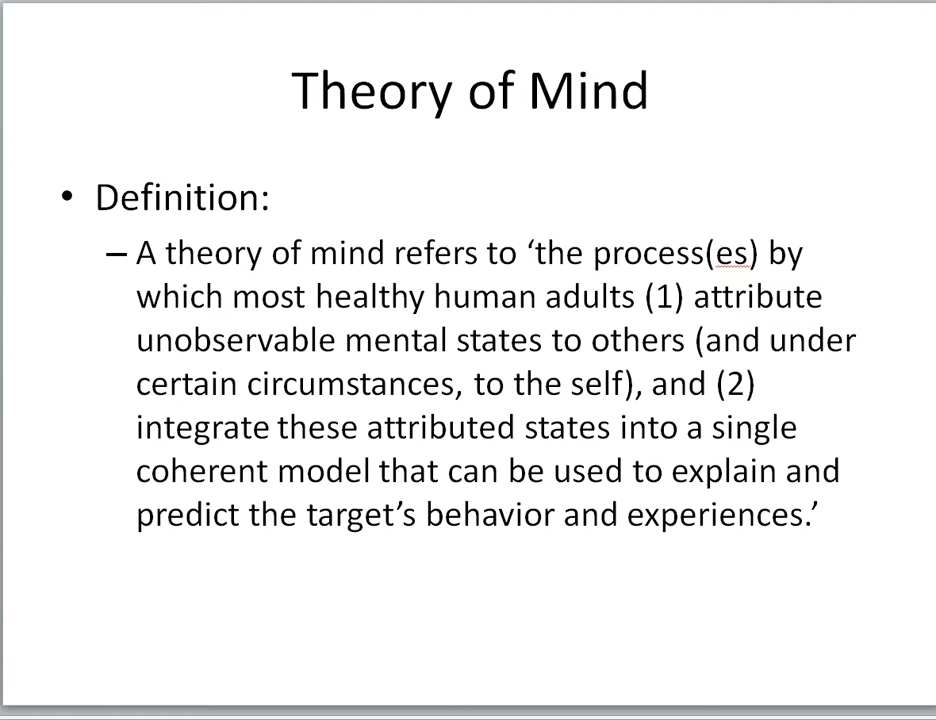 Theory of Mind
• Definition:
– A theory of mind refers to ‘the process(es) by
which most healthy human adults (1) attribute
unobservable mental states to others (and under
certain circumstances, to the self), and (2)
integrate these attributed states into a single
coherent model that can be used to explain and
predict the target’s behavior and experiences.’